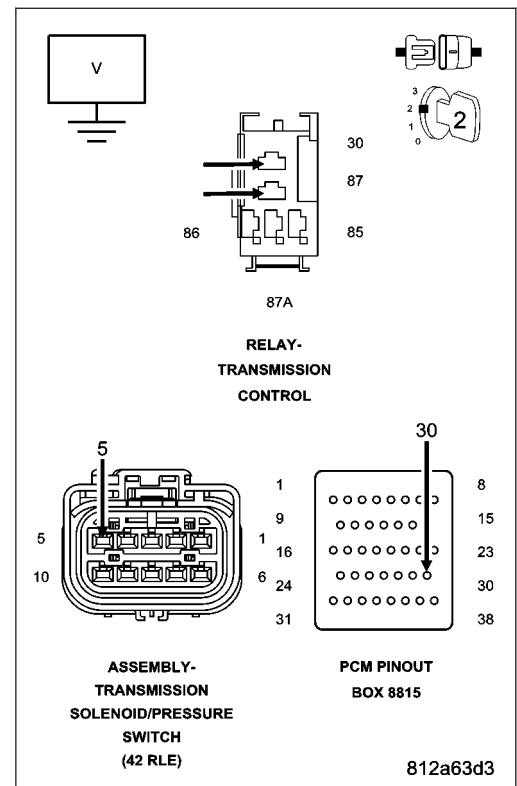 V
3
2
1
0
2
30
87
86
85
87A
RELAY-
TRANSMISSION
CONTROL
5
30
1
8
9
15
5
1
16
23
10
6
24
30
31
38
ASSEMBLY-
TRANSMISSION
SOLENOID/PRESSURE
SWITCH
(42 RLE)
PCM PINOUT
BOX 8815
812a63d3